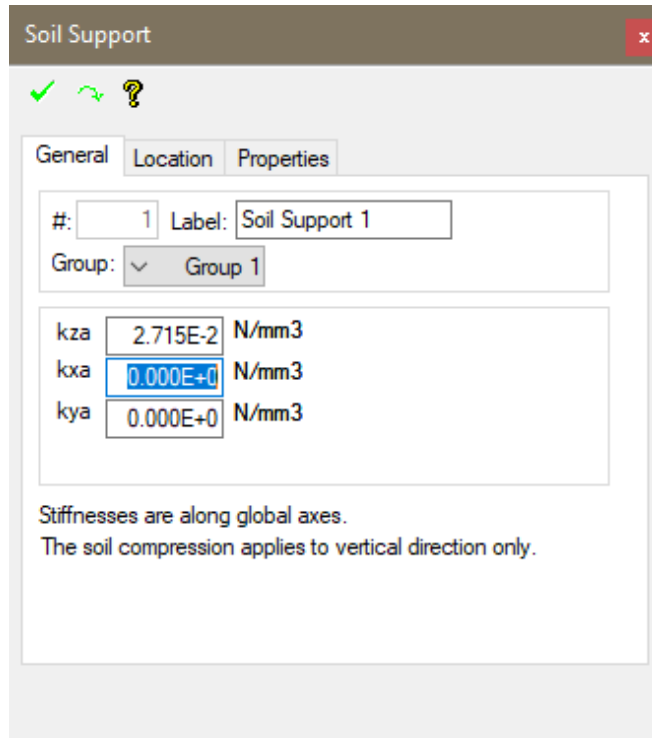 Soil Support
x
?
General Location Properties
#: 1 Label: Soil Support 1
Group: Group 1
kza 2.715E-2 N/mm3
kxa 0.000E+0 N/mm3
kya 0.000E+0 N/mm3
Stiffnesses are along global axes.
The soil compression applies to vertical direction only.